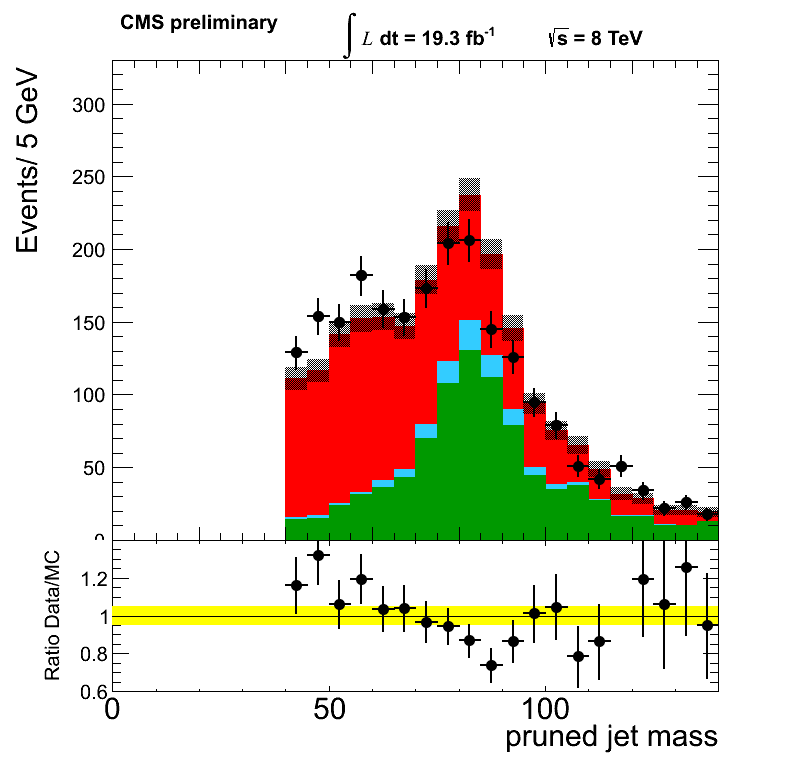 CMS preliminary
∫ L dt = 19.3 fb-1
√s = 8 TeV
Events/ 5 GeV
300
250
200
150
100
50
0
Ratio Data/MC
1.2
1
0.8
0.6
0
50
100
pruned jet mass